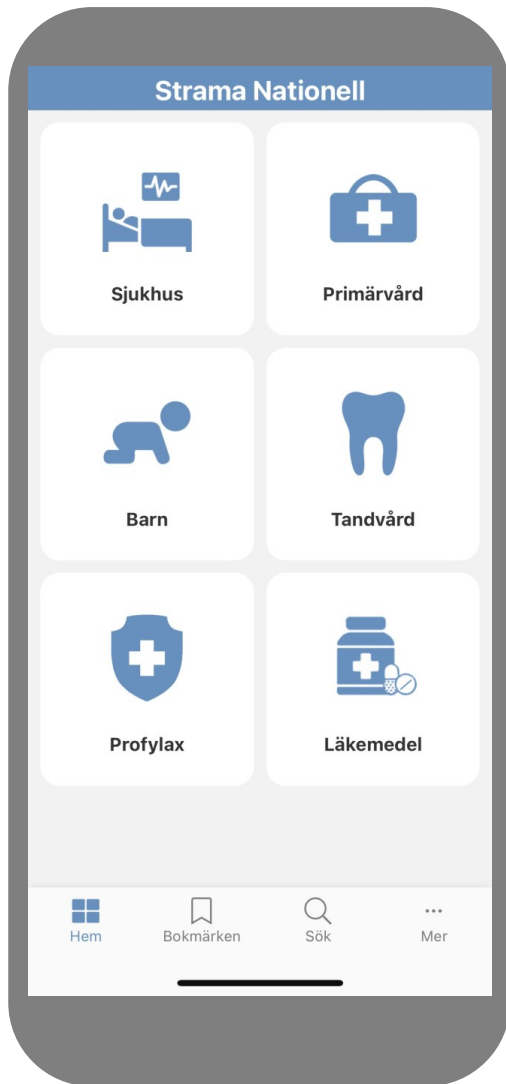 Strama Nationell
Sjukhus
Primärvård
Barn
Tandvård
Profylax
Läkemedel
Hem
Bokmärken
Sök
Mer